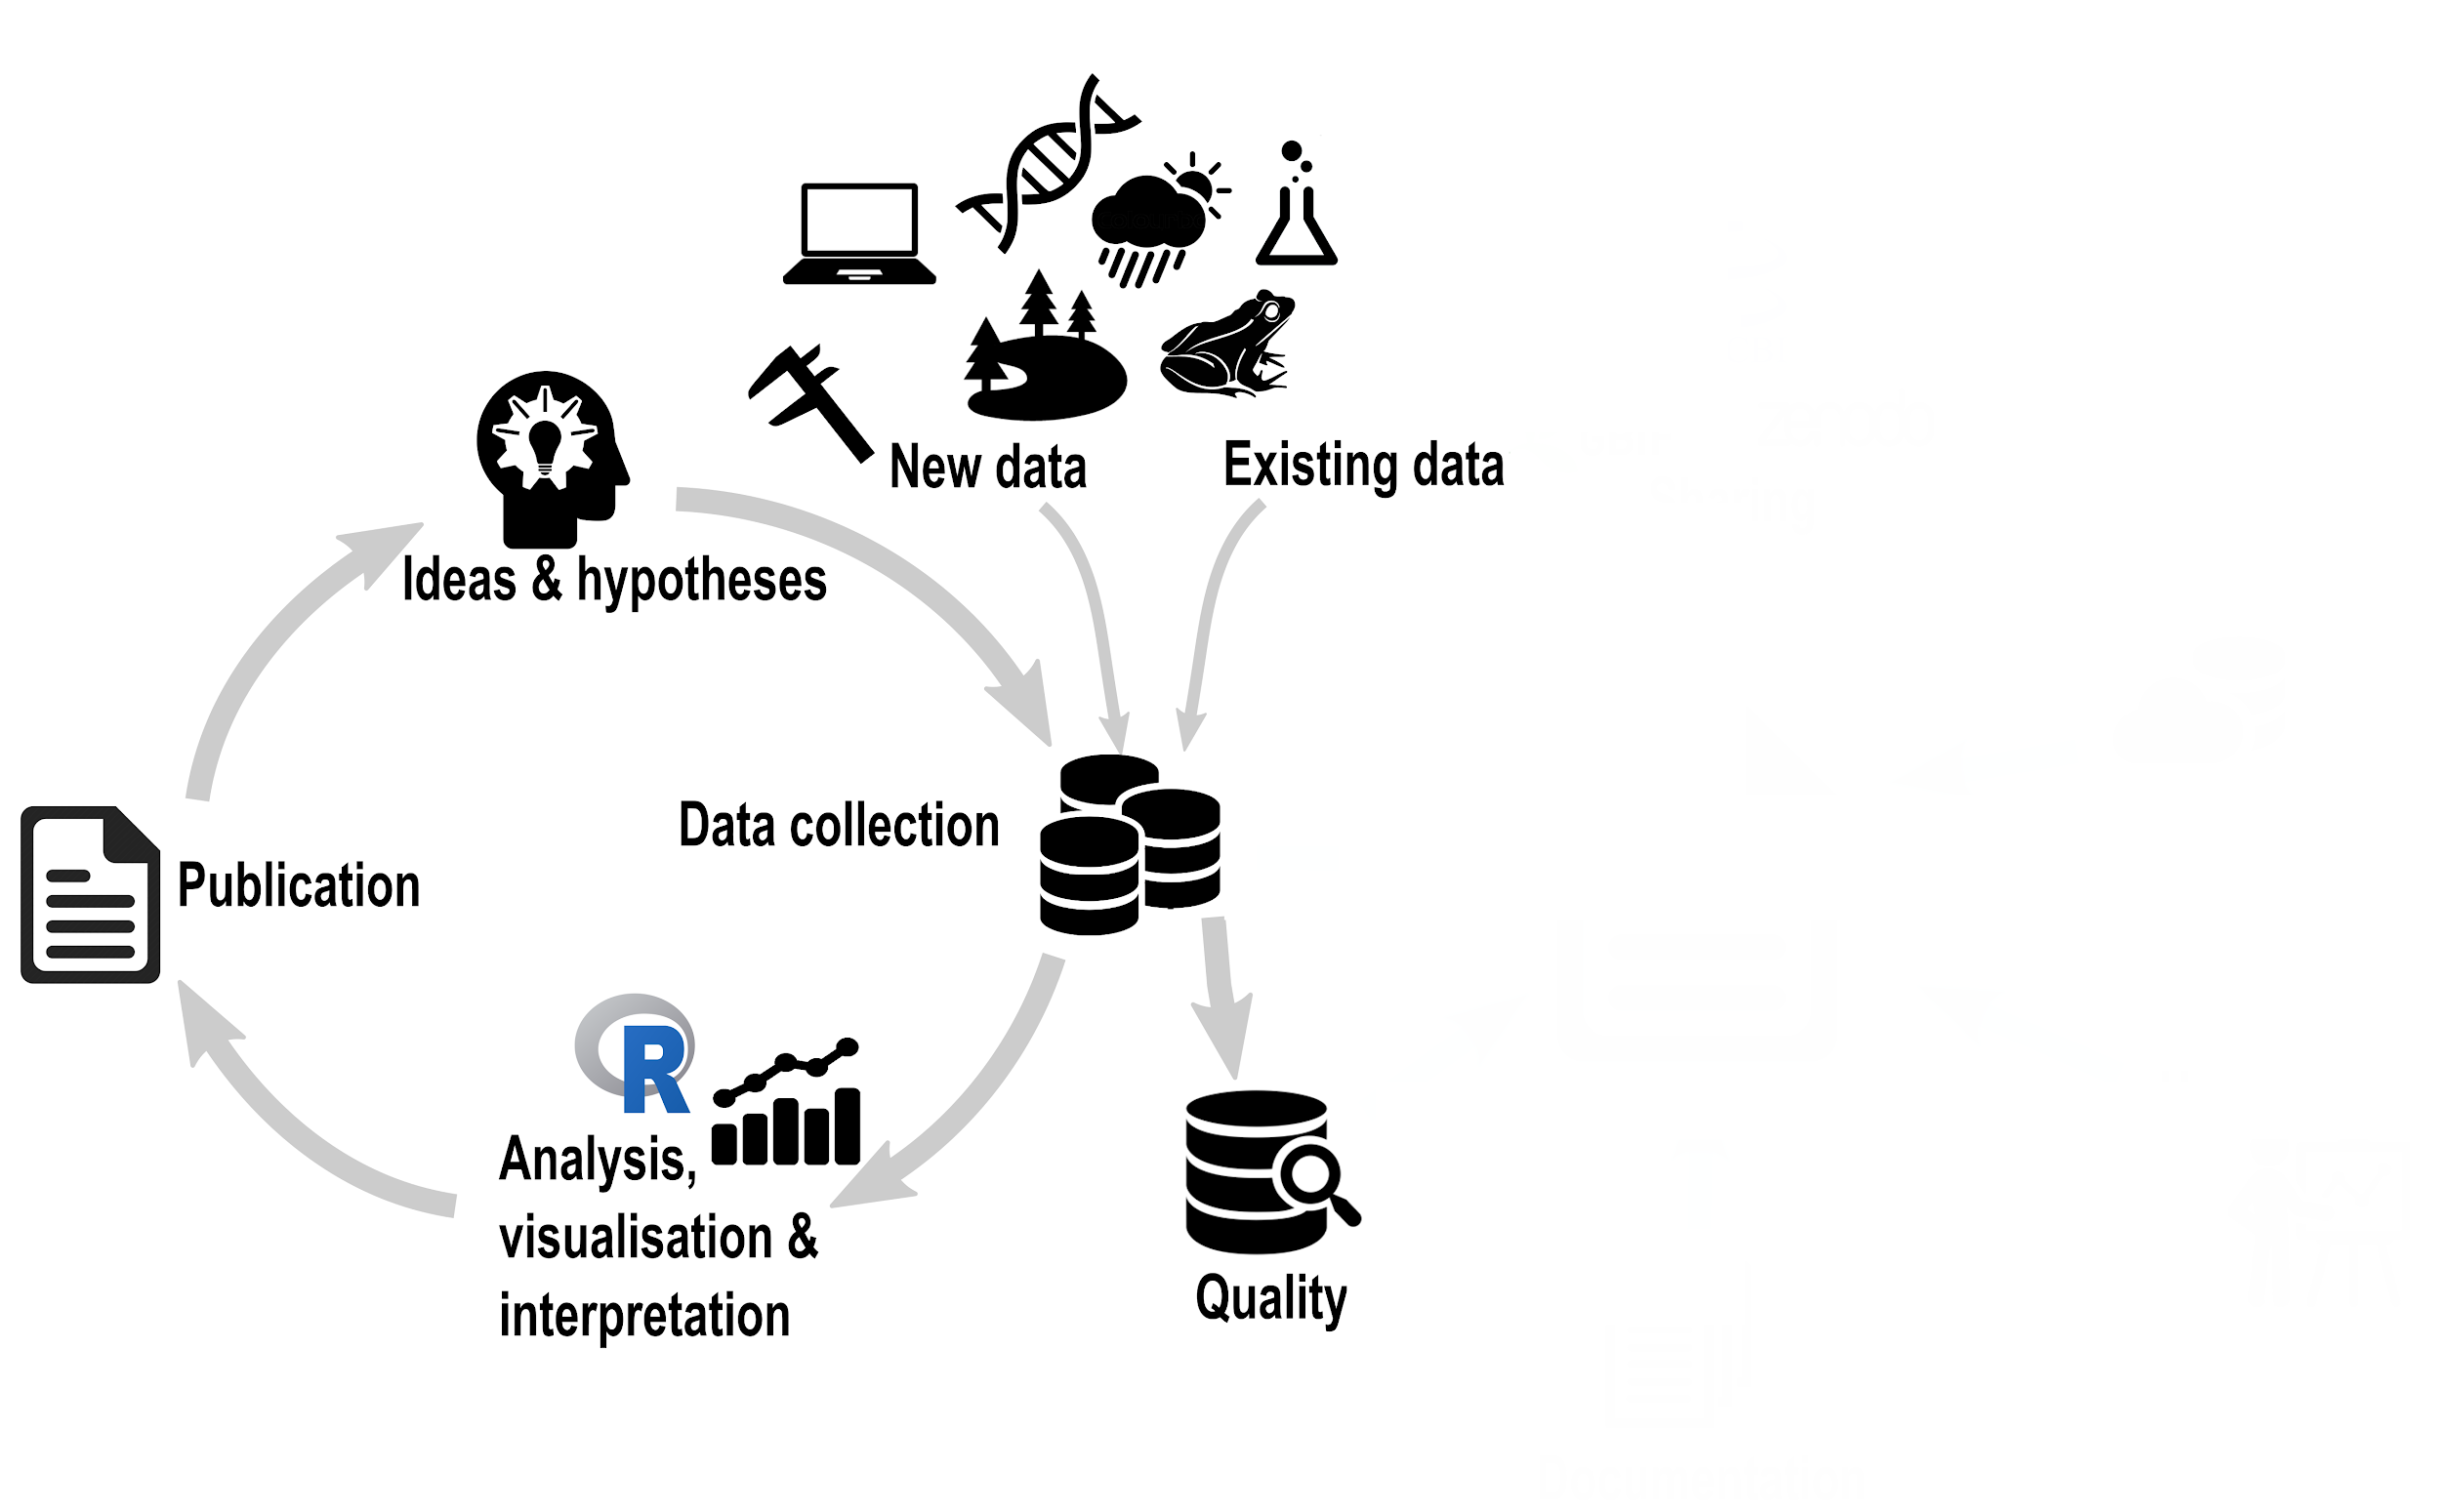 New data
Existing data
Ideas & hypotheses
Data collection
Publication
R
Analysis,
visualisation &
interpretation
Quality